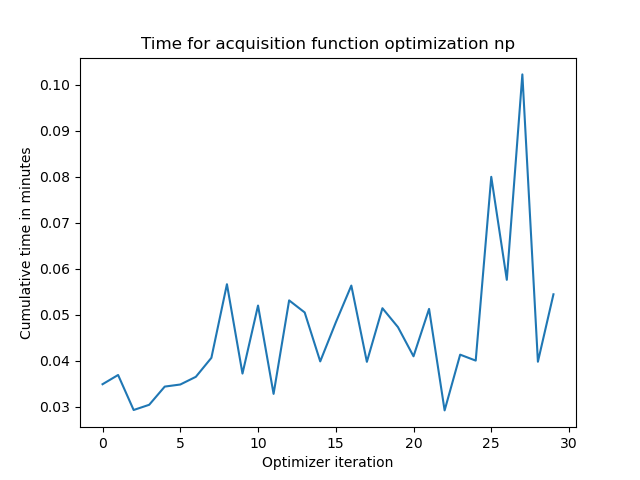 Time for acquisition function optimization np
0.10
0.09
0.08
0.07
0.06
0.05
0.04
0.03
Cumulative time in minutes
0 5 10 15 20 25 30
Optimizer iteration